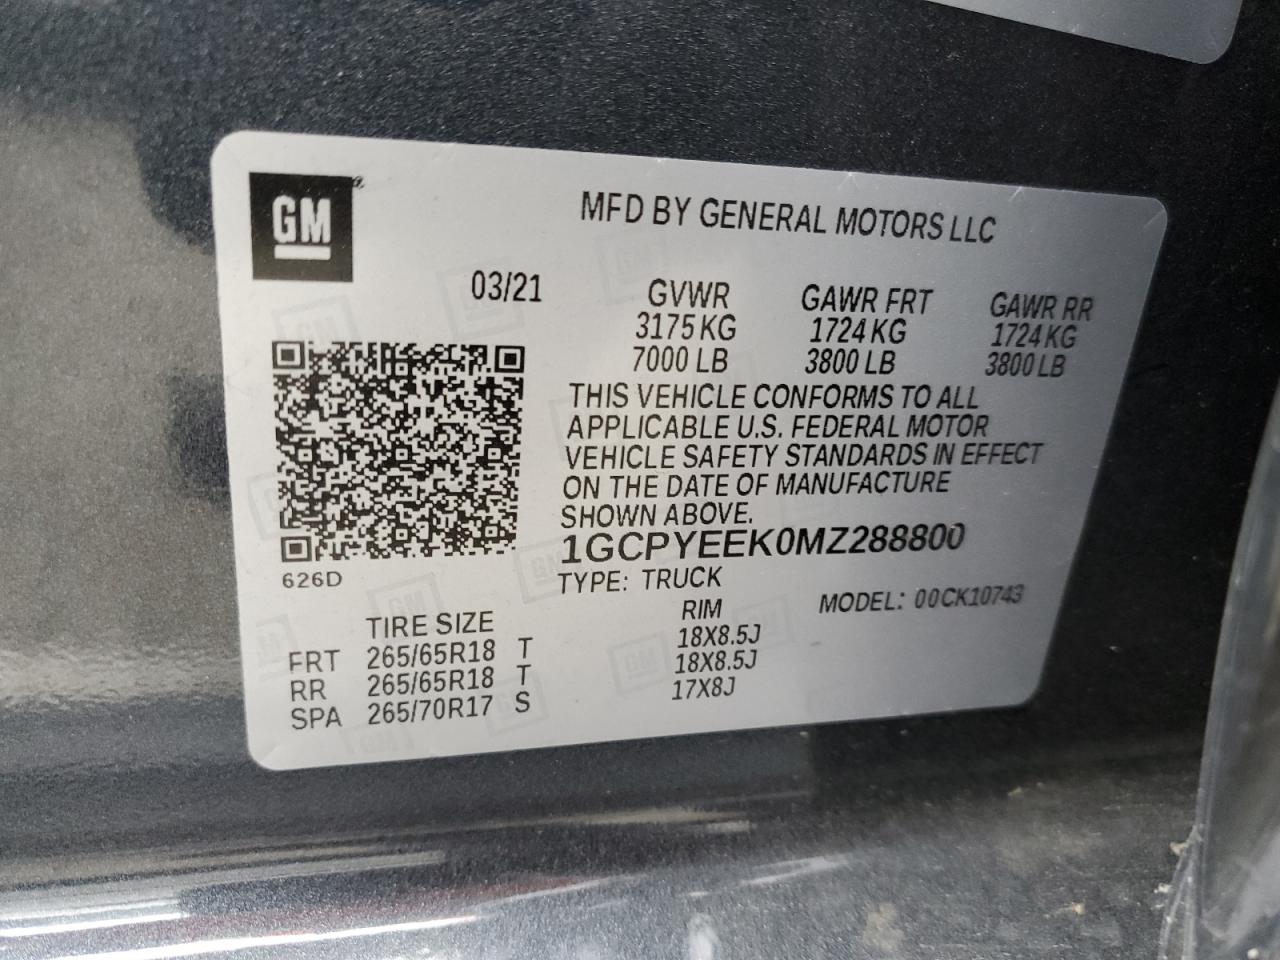 GM
MFD BY GENERAL MOTORS LLC
03/21
GVWR GAWR FRT GAWR RR
3175 KG 1724 KG 1724 KG
7000 LB 3800 LB 3800 LB
THIS VEHICLE CONFORMS TO ALL
APPLICABLE U.S. FEDERAL MOTOR
VEHICLE SAFETY STANDARDS IN EFFECT
ON THE DATE OF MANUFACTURE
SHOWN ABOVE.
1GCPYEEK0MZ288800
626D
TYPE: TRUCK MODEL: 00CK10743
TIRE SIZE RIM
FRT 265/65R18 T 18X8.5J
RR 265/65R18 T 18X8.5J
SPA 265/70R17 S 17X8J